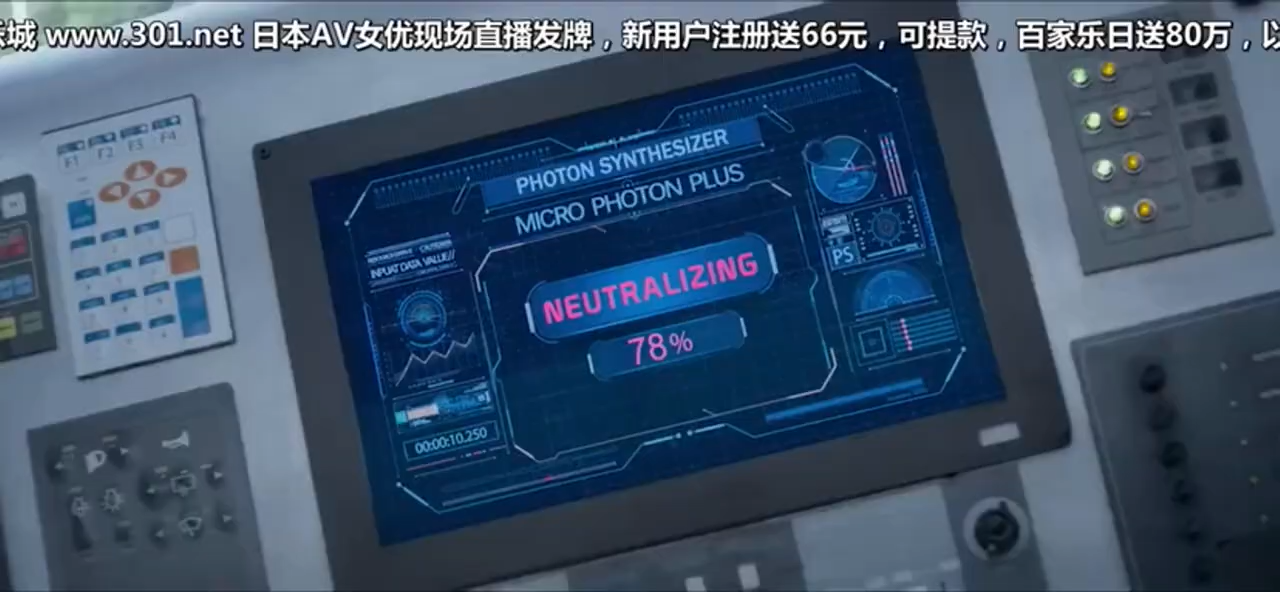 城 www.301.net 日本AV女优现场直播发牌，新用户注册送66元，可提款，百家乐日送80万，以
F1 F2 F3 F4
PHOTON SYNTHESIZER
MICRO PHOTON PLUS
INPUAT DATA VALUE//
NEUTRALIZING
78%
PS
00:00:10.250